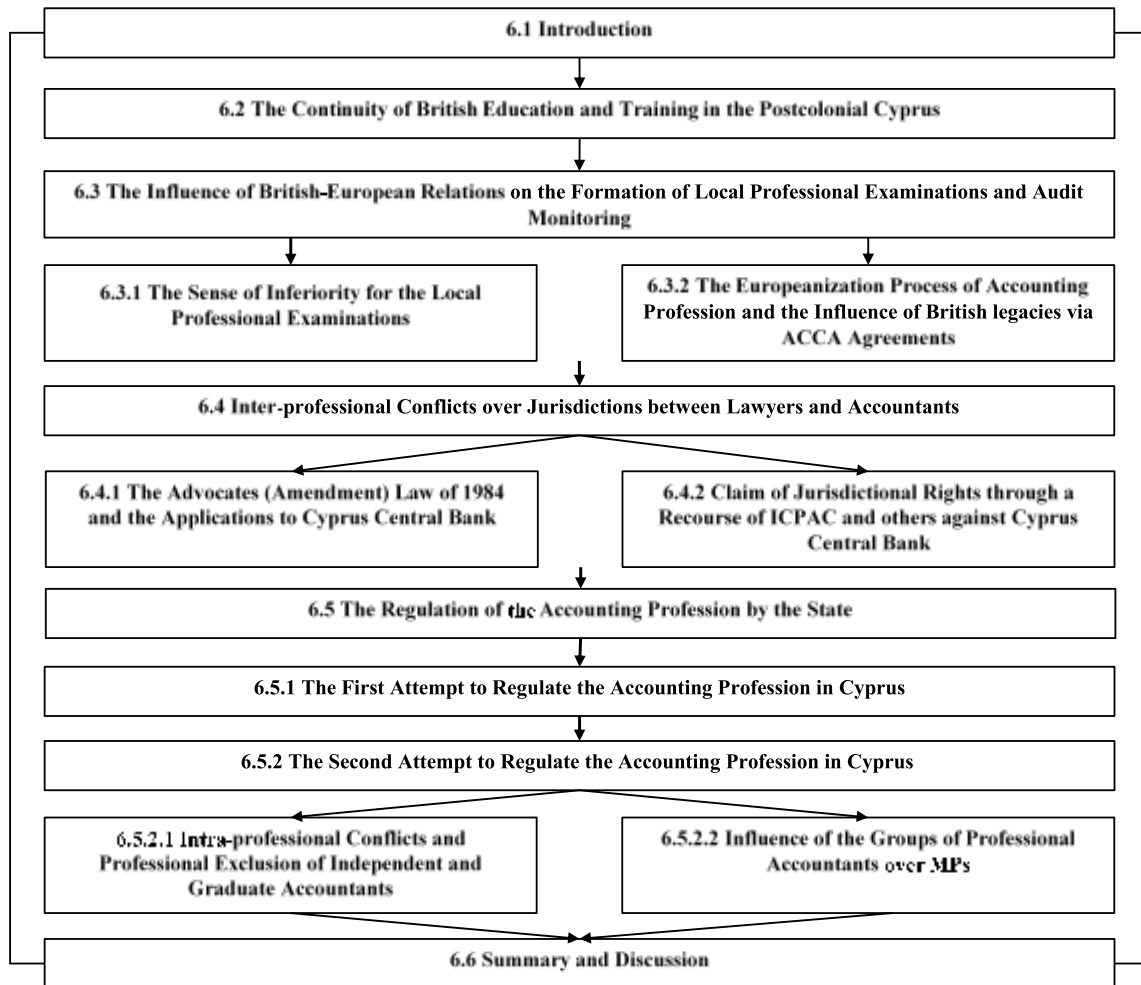 6.1 Introduction
6.2 The Continuity of British Education and Training in the Postcolonial Cyprus
6.3 The Influence of British-European Relations on the Formation of Local Professional Examinations and Audit
Monitoring
6.3.1 The Sense of Inferiority for the Local
Professional Examinations
6.3.2 The Europeanization Process of Accounting
Profession and the Influence of British legacies via
ACCA Agreements
6.4 Inter-professional Conflicts over Jurisdictions between Lawyers and Accountants
6.4.1 The Advocates (Amendment) Law of 1984
and the Applications to Cyprus Central Bank
6.4.2 Claim of Jurisdictional Rights through a
Recourse of ICPAC and others against Cyprus
Central Bank
6.5 The Regulation of the Accounting Profession by the State
6.5.1 The First Attempt to Regulate the Accounting Profession in Cyprus
6.5.2 The Second Attempt to Regulate the Accounting Profession in Cyprus
6.5.2.1 Intra-professional Conflicts and
Professional Exclusion of Independent and
Graduate Accountants
6.5.2.2 Influence of the Groups of Professional
Accountants over MPs
6.6 Summary and Discussion